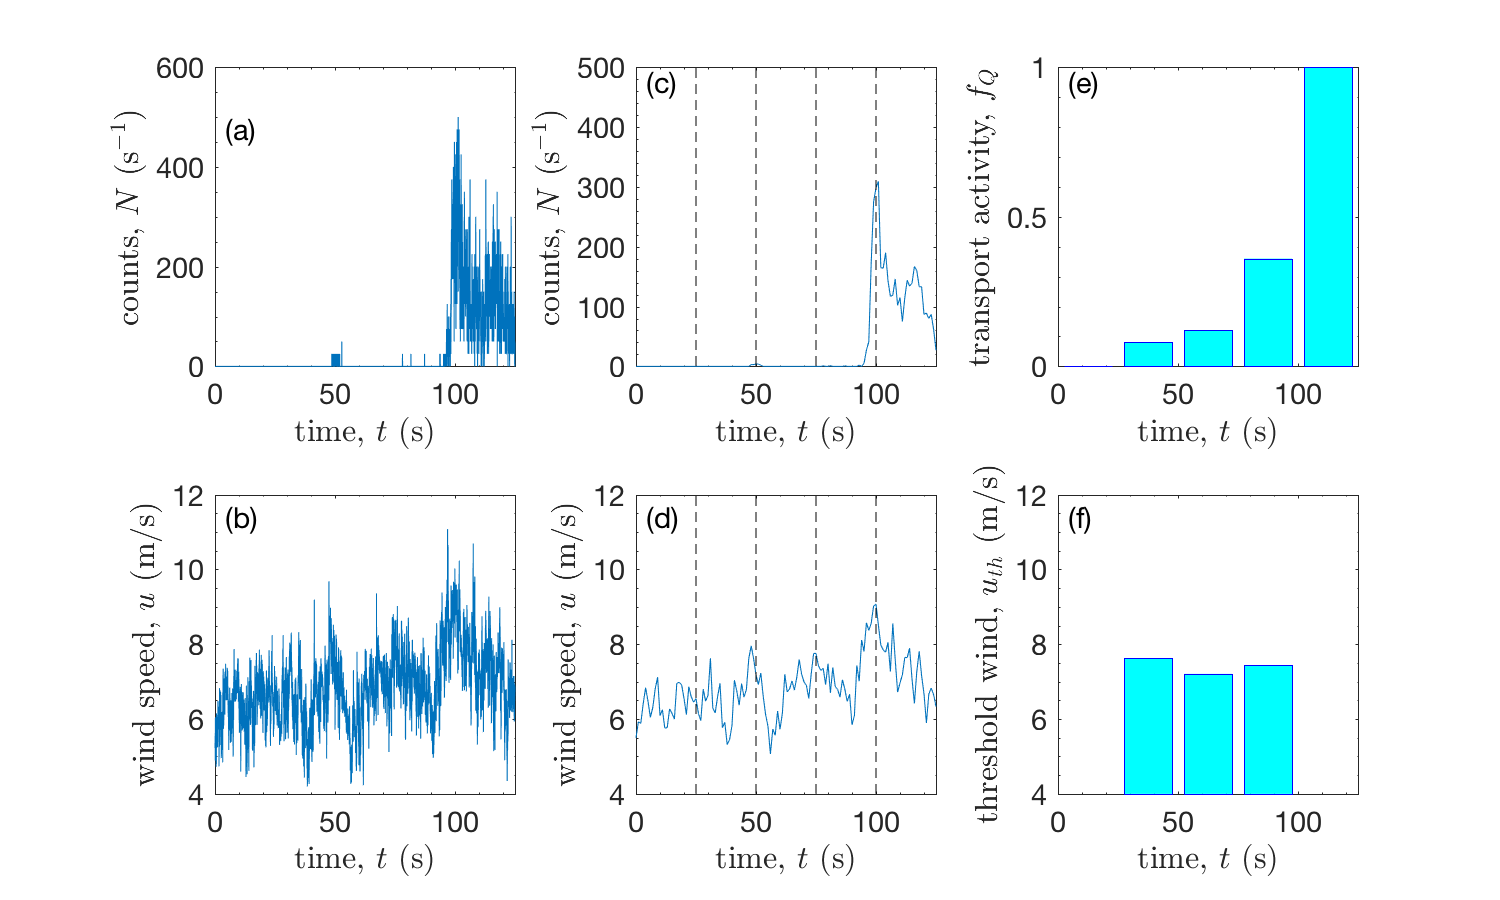 (a)
counts, N (s⁻¹)
600
400
200
0
0 50 100
time, t (s)
(c)
counts, N (s⁻¹)
500
400
300
200
100
0
0 50 100
time, t (s)
(e)
transport activity, f_Q
1
0.5
0
0 50 100
time, t (s)
(b)
wind speed, u (m/s)
12
10
8
6
4
0 50 100
time, t (s)
(d)
wind speed, u (m/s)
12
10
8
6
4
0 50 100
time, t (s)
(f)
threshold wind, u_th (m/s)
12
10
8
6
4
0 50 100
time, t (s)